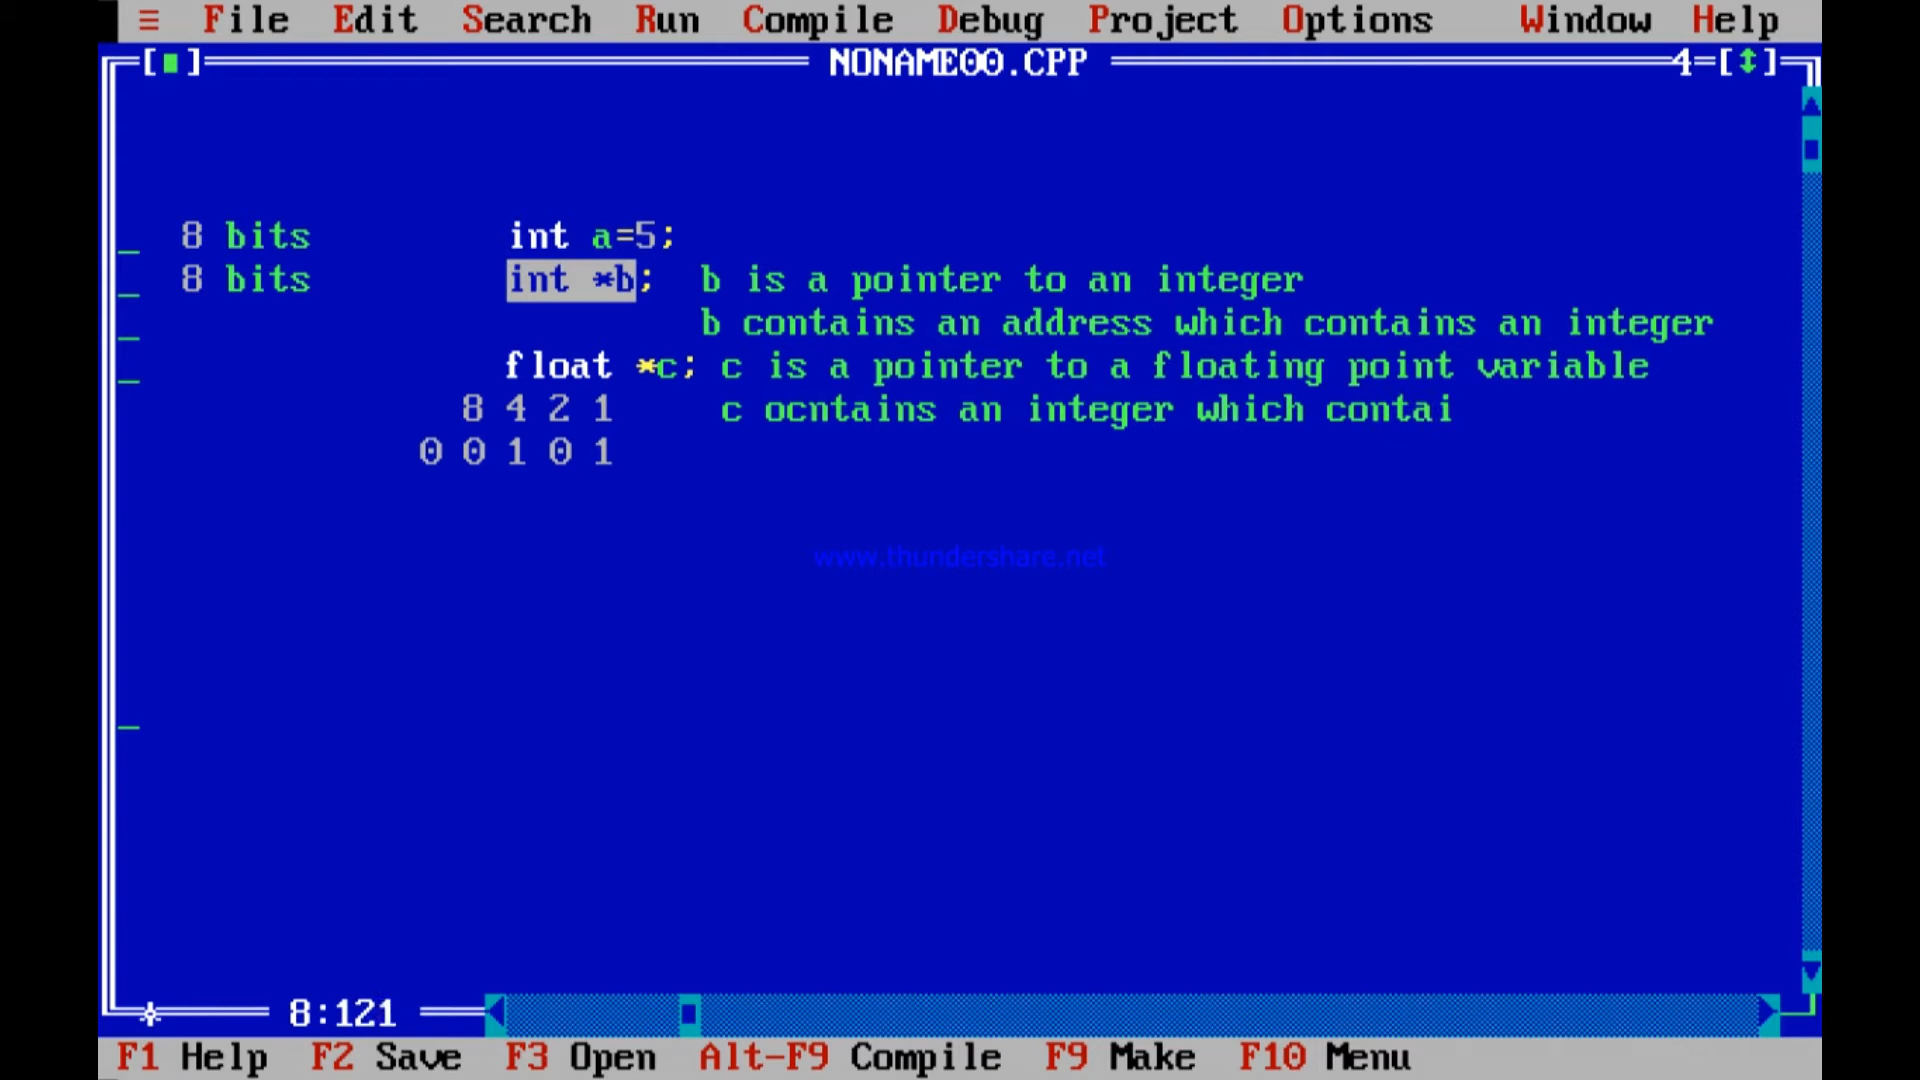 ≡ File Edit Search Run Compile Debug Project Options Window Help
[■] NONAME00.CPP 4=[↕]
8 bits int a=5;
8 bits int *b; b is a pointer to an integer
b contains an address which contains an integer
float *c; c is a pointer to a floating point variable
8 4 2 1 c ocntains an integer which contai
0 0 1 0 1
www.thundershare.net
8:121
F1 Help F2 Save F3 Open Alt-F9 Compile F9 Make F10 Menu